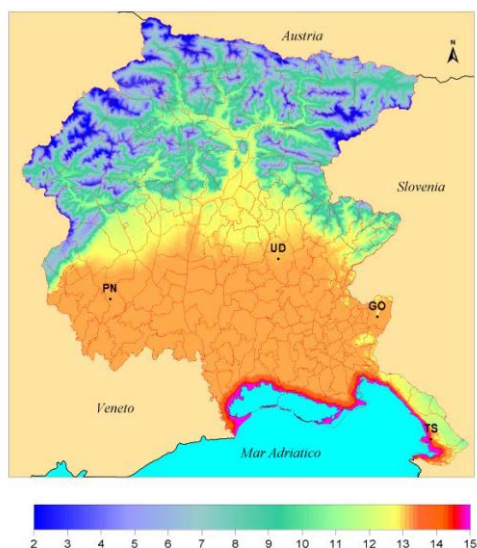 Austria
N
Slovenia
UD
PN
GO
Veneto
TS
Mar Adriatico
2 3 4 5 6 7 8 9 10 11 12 13 14 15